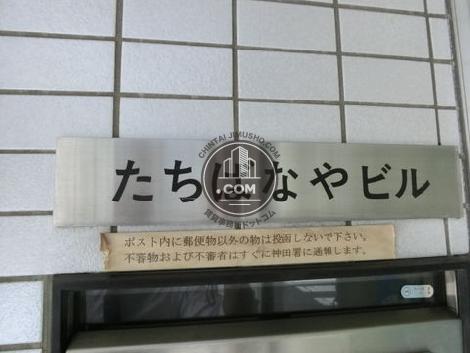 たちばなやビル
CHINTAI JIMUSHO.COM
.COM
賃貸事務所ドットコム
ポスト内に郵便物以外の物は投函しないで下さい。
不審物および不審者はすぐに神田署に通報します。